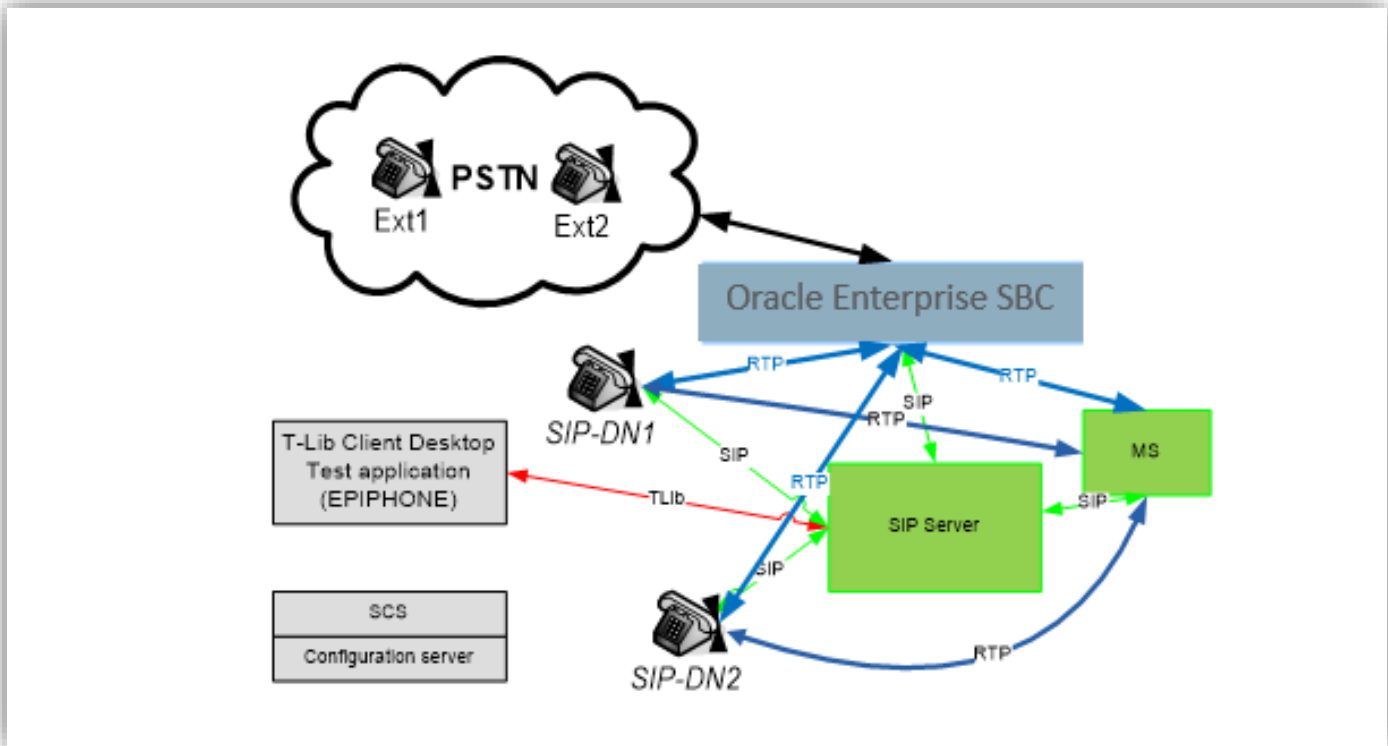 PSTN
Ext1
Ext2
Oracle Enterprise SBC
RTP
RTP
SIP
RTP
SIP-DN1
T-Lib Client Desktop
Test application
(EPIPHONE)
SIP
MS
RTP
TLib
SIP
SIP Server
SIP
SCS
Configuration server
SIP-DN2
RTP